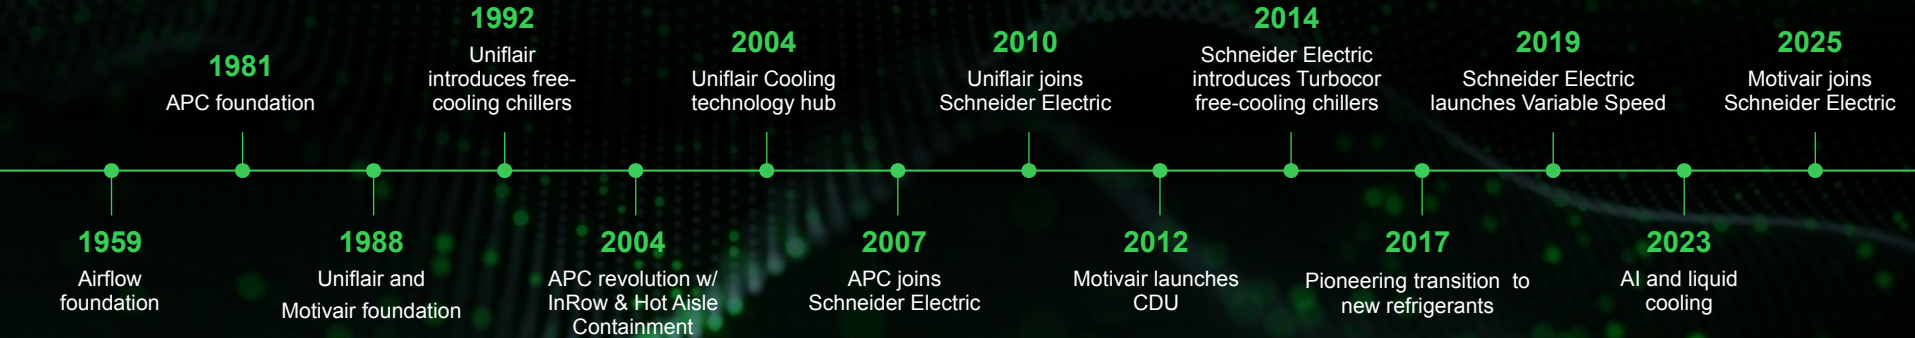 1959
Airflow
foundation
1981
APC foundation
1988
Uniflair and
Motivair foundation
1992
Uniflair
introduces free-
cooling chillers
2004
APC revolution w/
InRow & Hot Aisle
Containment
2004
Uniflair Cooling
technology hub
2007
APC joins
Schneider Electric
2010
Uniflair joins
Schneider Electric
2012
Motivair launches
CDU
2014
Schneider Electric
introduces Turbocor
free-cooling chillers
2017
Pioneering transition to
new refrigerants
2019
Schneider Electric
launches Variable Speed
2023
AI and liquid
cooling
2025
Motivair joins
Schneider Electric